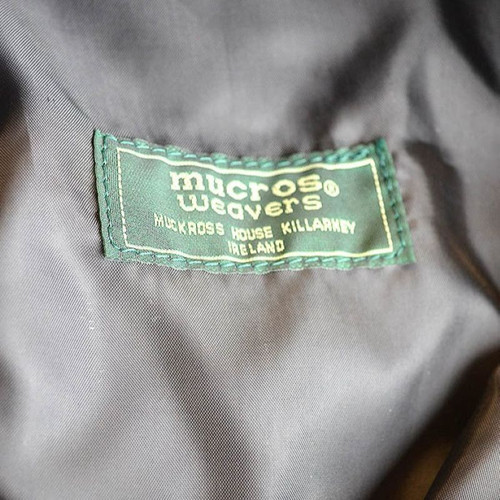 mucros®
weavers
MUCKROSS HOUSE KILLARNEY
IRELAND